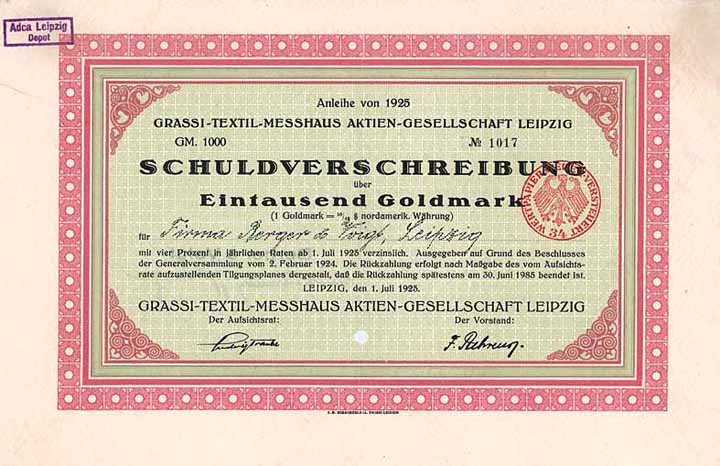 Adca Leipzig
Depot
Anleihe von 1925
GRASSI-TEXTIL-MESSHAUS AKTIEN-GESELLSCHAFT LEIPZIG
GM. 1000 № 1017
SCHULDVERSCHREIBUNG
über
Eintausend Goldmark
(1 Goldmark = 10/42 $ nordamerik. Währung)
für Firma Berger & Voigt, Leipzig
mit vier Prozent in jährlichen Raten ab 1. Juli 1925 verzinslich. Ausgegeben auf Grund des Beschlusses
der Generalversammlung vom 2. Februar 1924. Die Rückzahlung erfolgt nach Maßgabe des vom Aufsichts-
rate aufzustellenden Tilgungsplanes dergestalt, daß die Rückzahlung spätestens am 30. Juni 1985 beendet ist.
LEIPZIG, den 1. Juli 1925.
GRASSI-TEXTIL-MESSHAUS AKTIEN-GESELLSCHAFT LEIPZIG
Der Aufsichtsrat: Der Vorstand:
WERTPAPIER-STEUER-VERSTEUERT
34